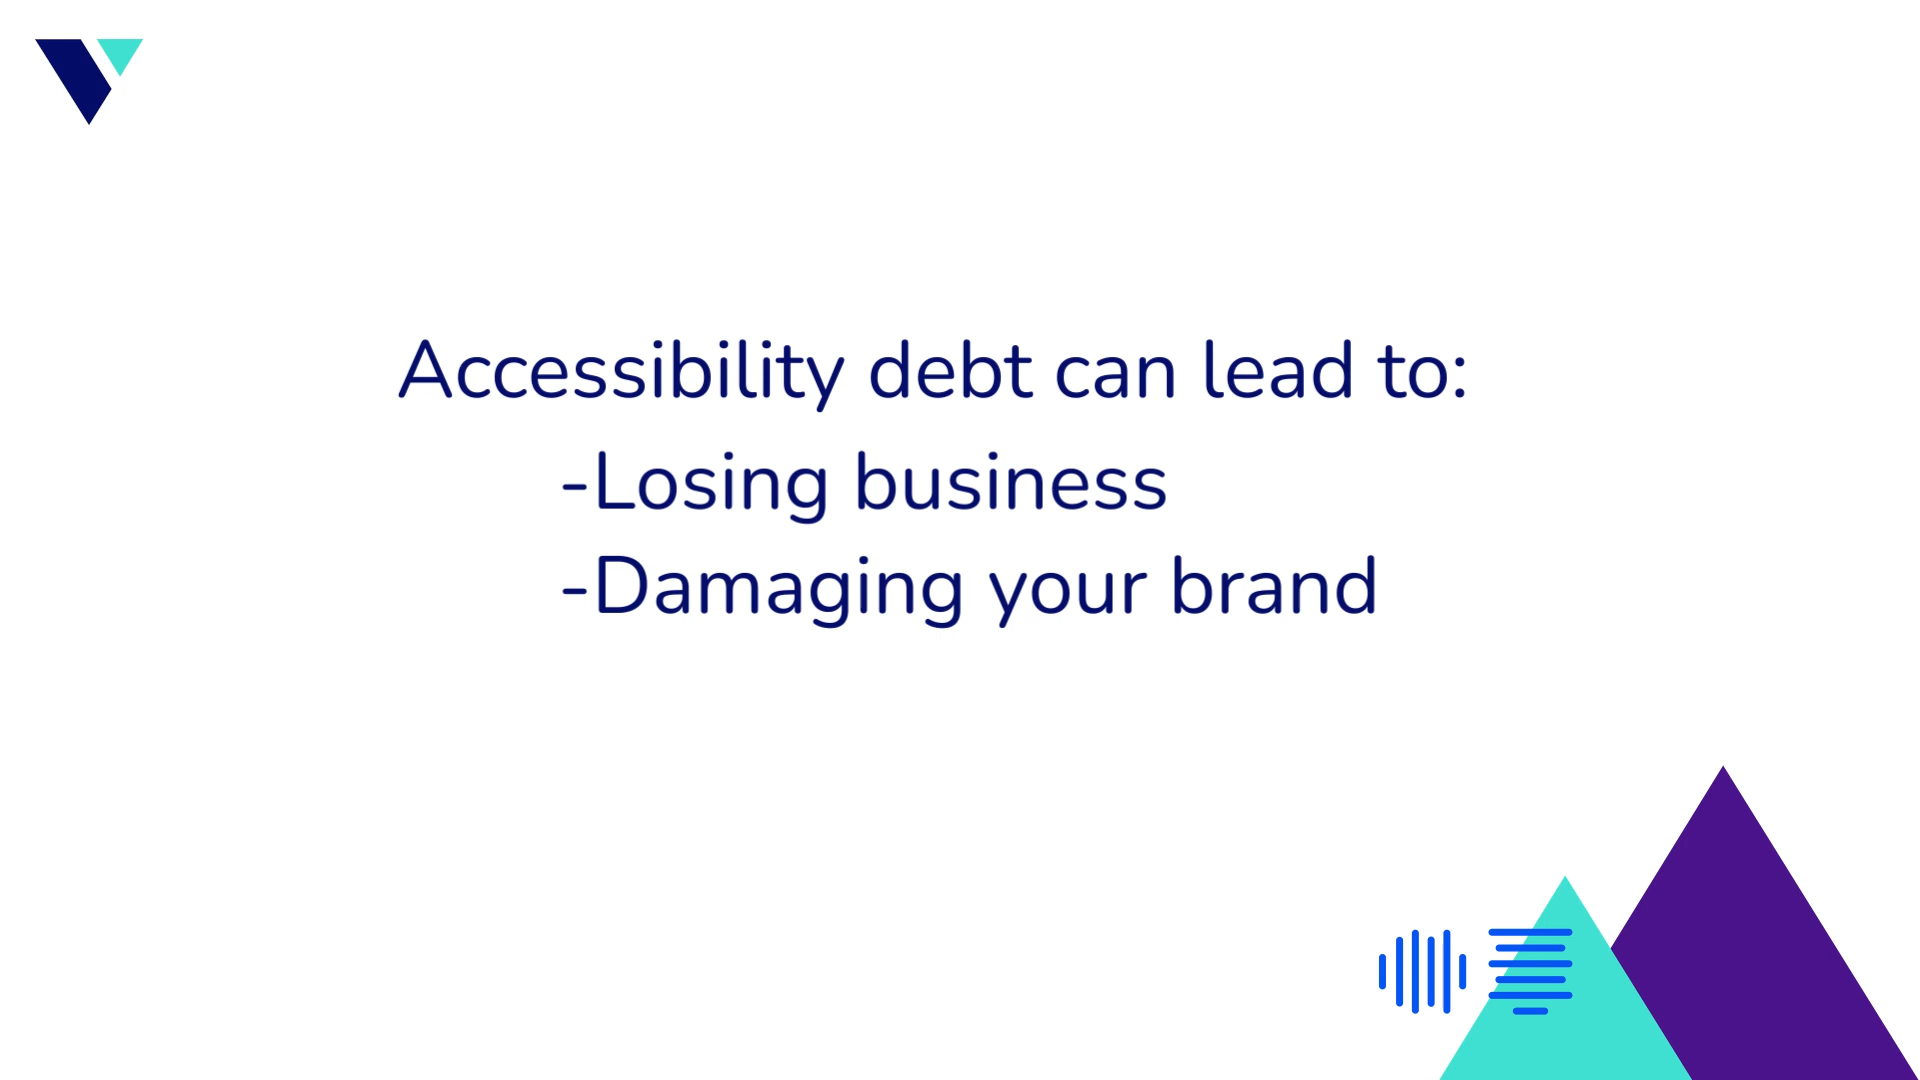 Accessibility debt can lead to:
-Losing business
-Damaging your brand